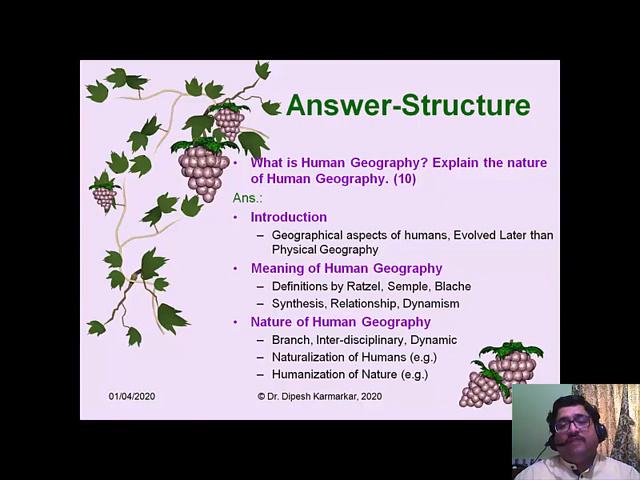 Answer-Structure
• What is Human Geography? Explain the nature
of Human Geography. (10)
Ans.:
• Introduction
– Geographical aspects of humans, Evolved Later than
Physical Geography
• Meaning of Human Geography
– Definitions by Ratzel, Semple, Blache
– Synthesis, Relationship, Dynamism
• Nature of Human Geography
– Branch, Inter-disciplinary, Dynamic
– Naturalization of Humans (e.g.)
– Humanization of Nature (e.g.)
01/04/2020
© Dr. Dipesh Karmarkar, 2020